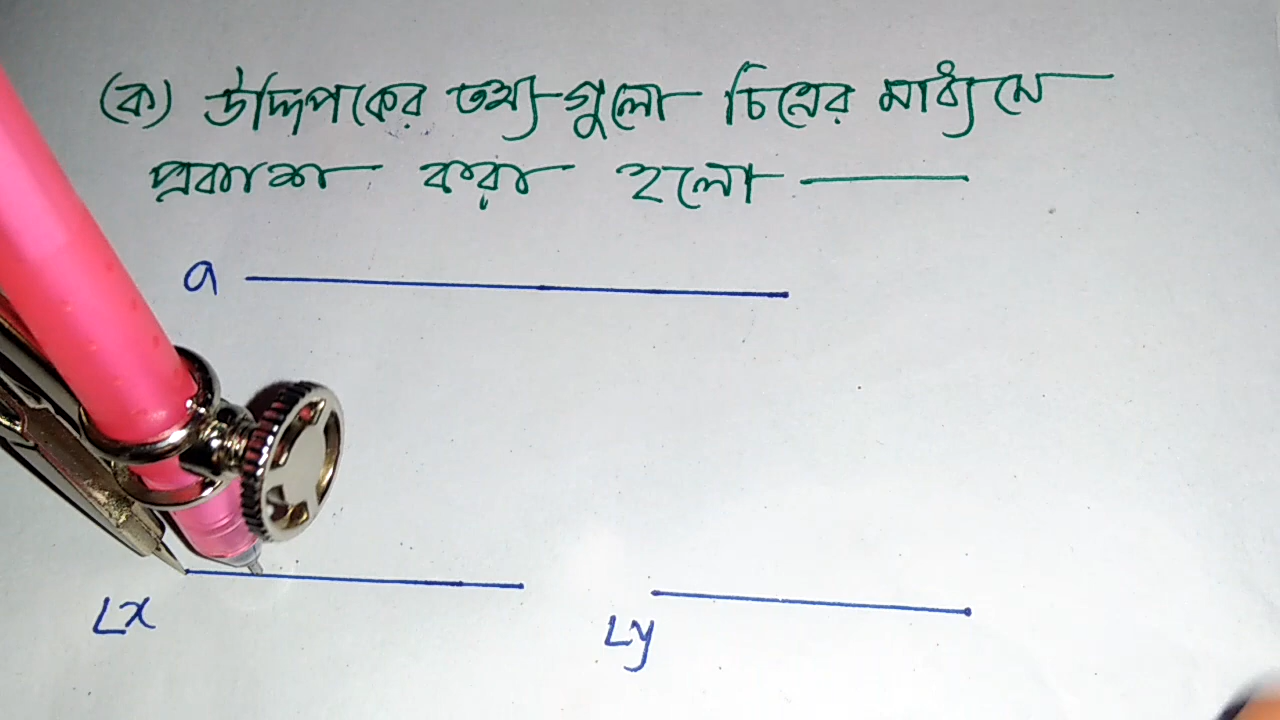 (ক) উদ্দিপকের তথ্যগুলো চিত্রের মাধ্যমে
প্রকাশ করা হলো —
a
∠x
∠y